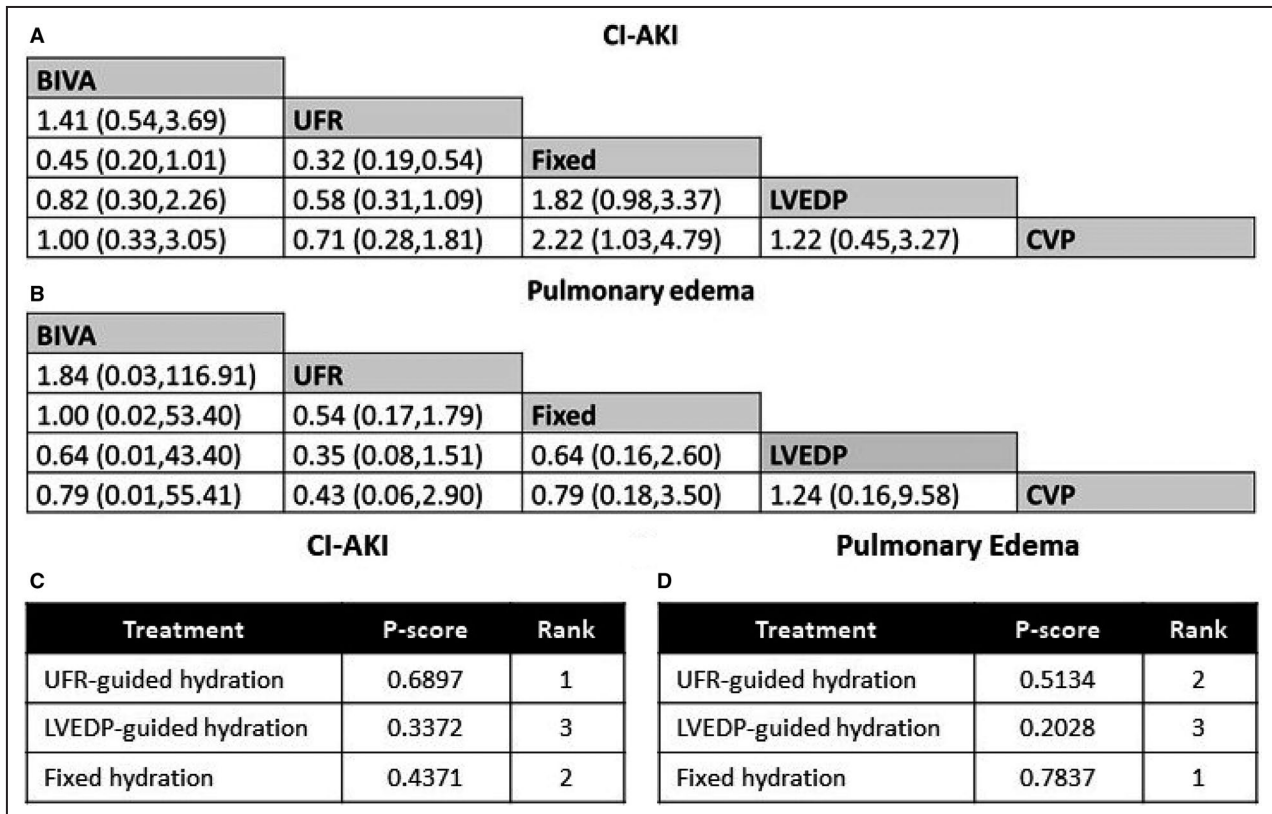 A
CI-AKI
BIVA
1.41 (0.54,3.69) UFR
0.45 (0.20,1.01) 0.32 (0.19,0.54) Fixed
0.82 (0.30,2.26) 0.58 (0.31,1.09) 1.82 (0.98,3.37) LVEDP
1.00 (0.33,3.05) 0.71 (0.28,1.81) 2.22 (1.03,4.79) 1.22 (0.45,3.27) CVP
B
Pulmonary edema
BIVA
1.84 (0.03,116.91) UFR
1.00 (0.02,53.40) 0.54 (0.17,1.79) Fixed
0.64 (0.01,43.40) 0.35 (0.08,1.51) 0.64 (0.16,2.60) LVEDP
0.79 (0.01,55.41) 0.43 (0.06,2.90) 0.79 (0.18,3.50) 1.24 (0.16,9.58) CVP
CI-AKI
C
Treatment P-score Rank
UFR-guided hydration 0.6897 1
LVEDP-guided hydration 0.3372 3
Fixed hydration 0.4371 2
Pulmonary Edema
D
Treatment P-score Rank
UFR-guided hydration 0.5134 2
LVEDP-guided hydration 0.2028 3
Fixed hydration 0.7837 1